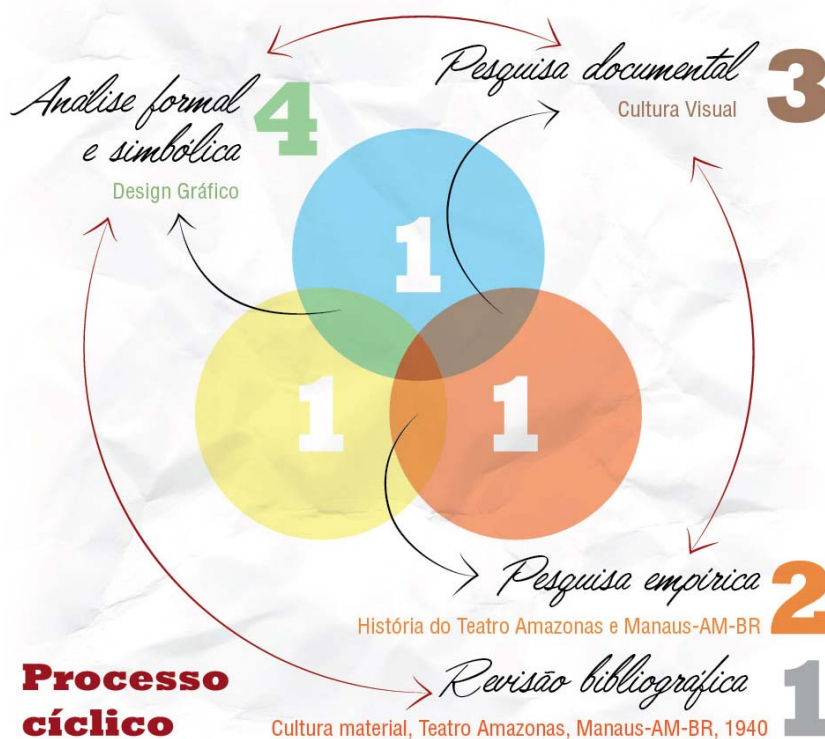 Análise formal
e simbólica
4
Design Gráfico
Pesquisa documental
3
Cultura Visual
1
1
1
Pesquisa empírica
2
História do Teatro Amazonas e Manaus-AM-BR
Revisão bibliográfica
1
Cultura material, Teatro Amazonas, Manaus-AM-BR, 1940
Processo
cíclico